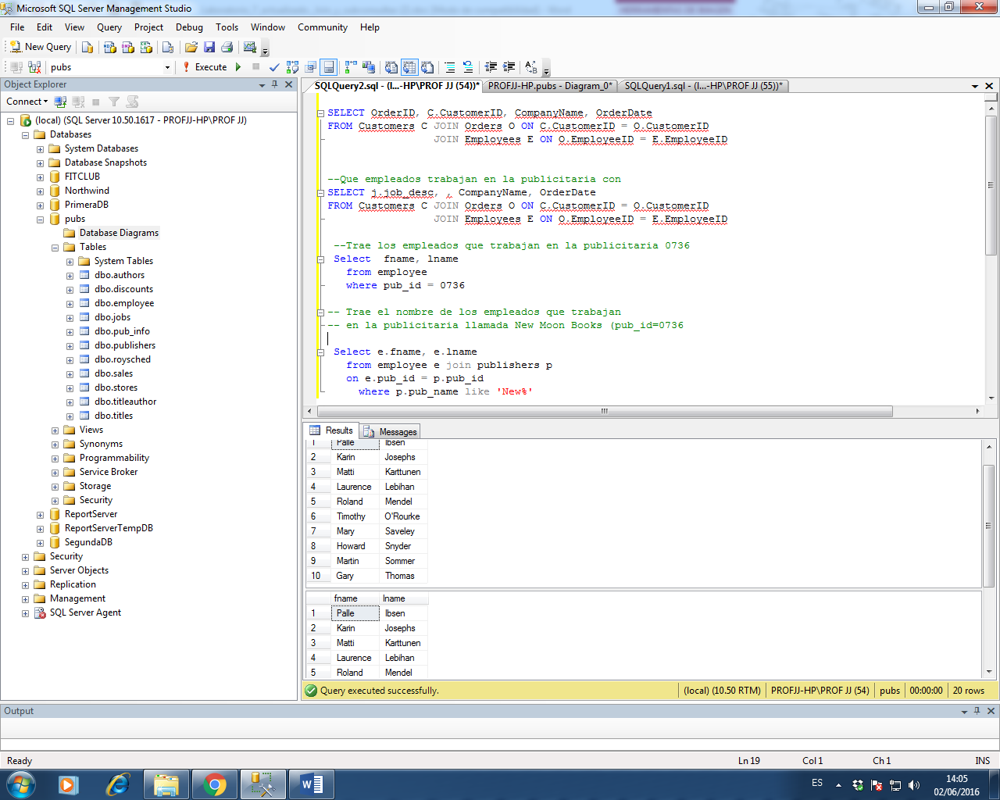 Microsoft SQL Server Management Studio
File Edit View Query Project Debug Tools Window Community Help
New Query
pubs Execute
Object Explorer
Connect
(local) (SQL Server 10.50.1617 - PROFJJ-HP\PROF JJ)
Databases
System Databases
Database Snapshots
FITCLUB
Northwind
PrimeraDB
pubs
Database Diagrams
Tables
System Tables
dbo.authors
dbo.discounts
dbo.employee
dbo.jobs
dbo.pub_info
dbo.publishers
dbo.roysched
dbo.sales
dbo.stores
dbo.titleauthor
dbo.titles
Views
Synonyms
Programmability
Service Broker
Storage
Security
ReportServer
ReportServerTempDB
SegundaDB
Security
Server Objects
Replication
Management
SQL Server Agent
SQLQuery2.sql - (l...-HP\PROF JJ (54))* PROFJJ-HP.pubs - Diagram_0* SQLQuery1.sql - (l...-HP\PROF JJ (55))*
SELECT OrderID, C.CustomerID, CompanyName, OrderDate
FROM Customers C JOIN Orders O ON C.CustomerID = O.CustomerID
JOIN Employees E ON O.EmployeeID = E.EmployeeID
--Que empleados trabajan en la publicitaria con
SELECT j.job_desc, , CompanyName, OrderDate
FROM Customers C JOIN Orders O ON C.CustomerID = O.CustomerID
JOIN Employees E ON O.EmployeeID = E.EmployeeID
--Trae los empleados que trabajan en la publicitaria 0736
Select fname, lname
from employee
where pub_id = 0736
-- Trae el nombre de los empleados que trabajan
-- en la publicitaria llamada New Moon Books (pub_id=0736
Select e.fname, e.lname
from employee e join publishers p
on e.pub_id = p.pub_id
where p.pub_name like 'New%'
Results Messages
1 Palle Ibsen
2 Karin Josephs
3 Matti Karttunen
4 Laurence Lebihan
5 Roland Mendel
6 Timothy O'Rourke
7 Mary Saveley
8 Howard Snyder
9 Martin Sommer
10 Gary Thomas
fname lname
1 Palle Ibsen
2 Karin Josephs
3 Matti Karttunen
4 Laurence Lebihan
5 Roland Mendel
Query executed successfully. (local) (10.50 RTM) PROFJJ-HP\PROF JJ (54) pubs 00:00:00 20 rows
Output
Ready Ln 19 Col 1 Ch 1 INS
ES 14:05
02/06/2016